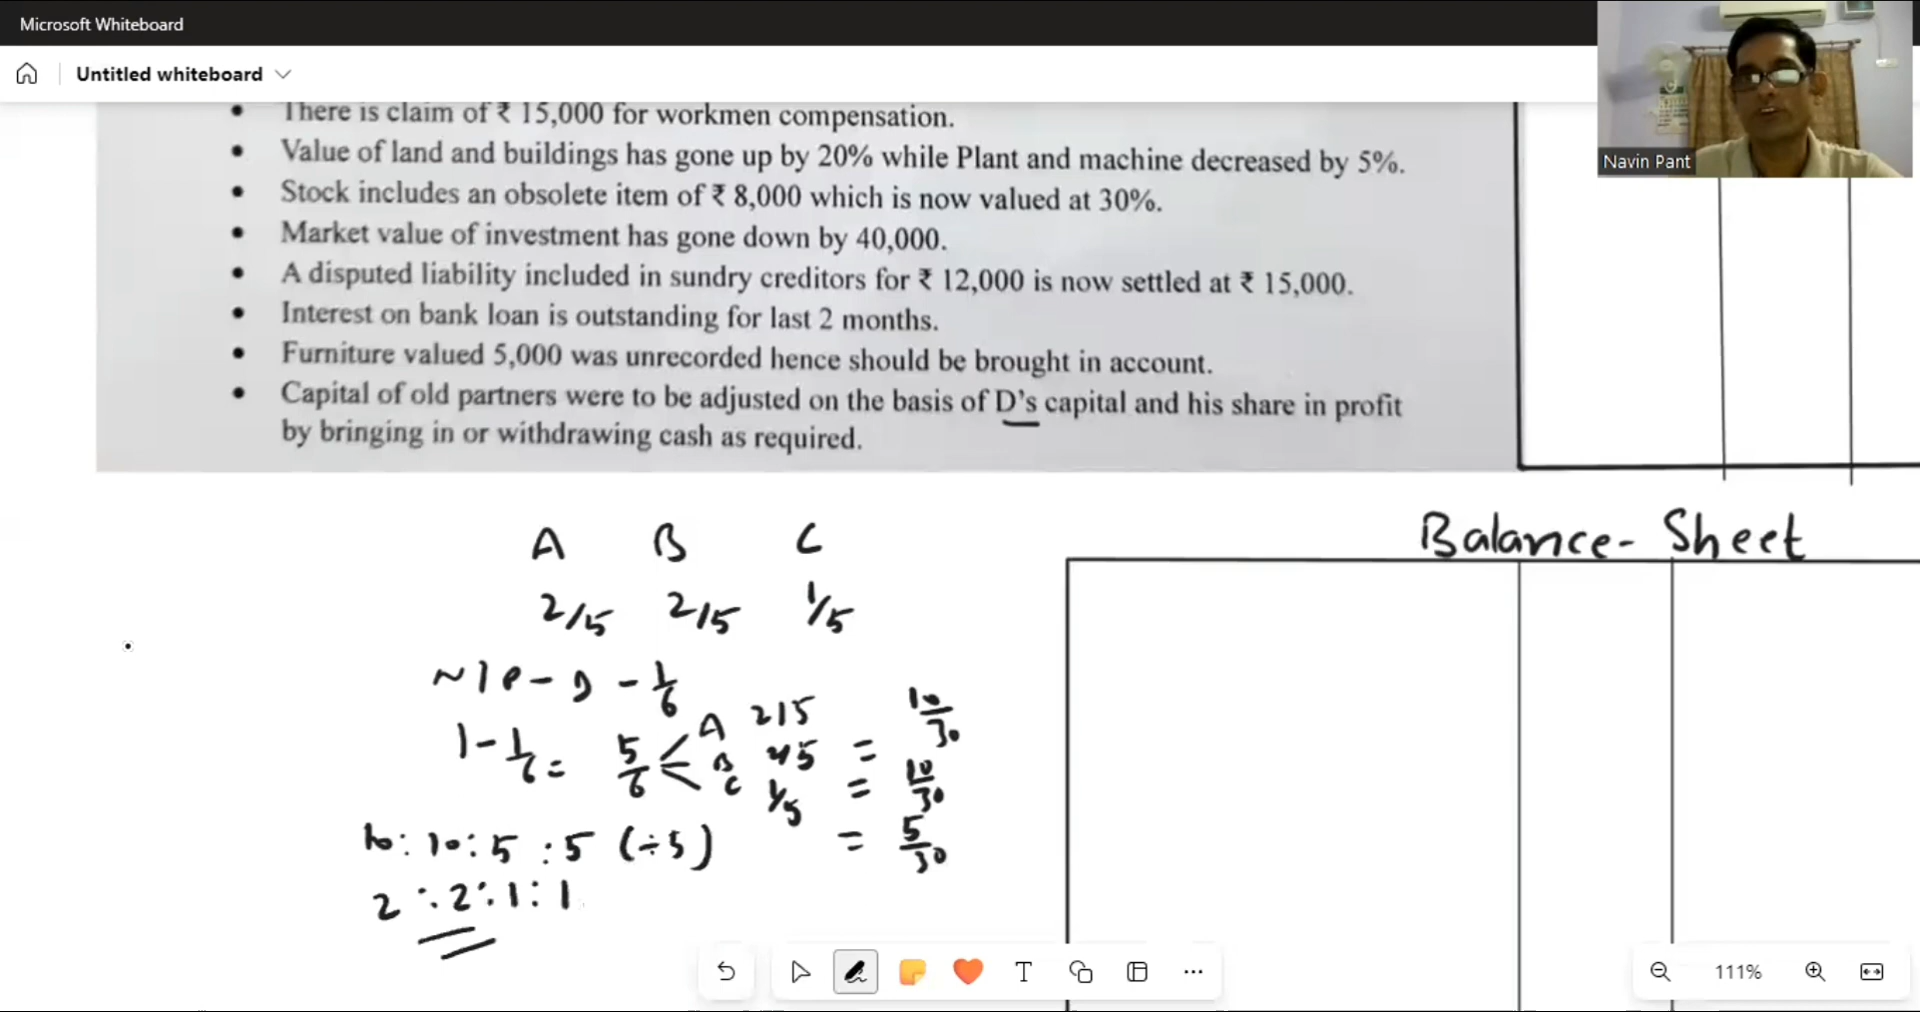 Microsoft Whiteboard
Untitled whiteboard
Navin Pant
There is claim of ₹ 15,000 for workmen compensation.
Value of land and buildings has gone up by 20% while Plant and machine decreased by 5%.
Stock includes an obsolete item of ₹ 8,000 which is now valued at 30%.
Market value of investment has gone down by 40,000.
A disputed liability included in sundry creditors for ₹ 12,000 is now settled at ₹ 15,000.
Interest on bank loan is outstanding for last 2 months.
Furniture valued 5,000 was unrecorded hence should be brought in account.
Capital of old partners were to be adjusted on the basis of D's capital and his share in profit
by bringing in or withdrawing cash as required.
A B C
2/5 2/5 1/5
- 1/6
1 - 1/6 = 5/6
A 2/5 = 10/30
B = 10/30
C 1/5 = 5/30
10 : 10 : 5 : 5 (÷5)
2 : 2 : 1 : 1
Balance - Sheet
T
111%